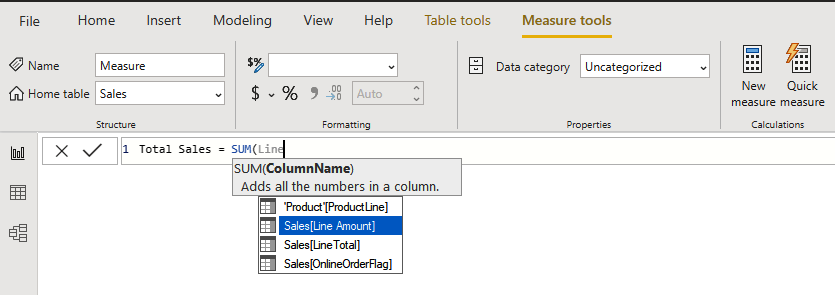 File Home Insert Modeling View Help Table tools Measure tools
Name Measure $% Data category Uncategorized New measure Quick measure
Home table Sales $ % , .00 Auto
Structure Formatting Properties Calculations
1 Total Sales = SUM(Line
SUM(ColumnName)
Adds all the numbers in a column.
'Product'[ProductLine]
Sales[Line Amount]
Sales[LineTotal]
Sales[OnlineOrderFlag]